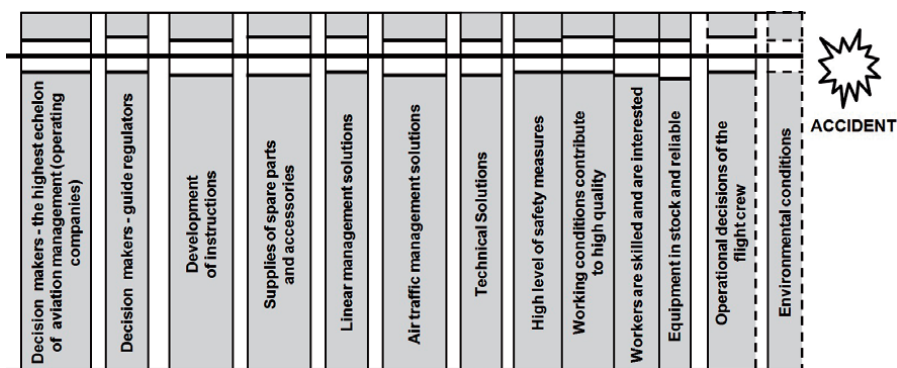 Decision makers - the highest echelon
of aviation management (operating
companies)
Decision makers - guide regulators
Development
of instructions
Supplies of spare parts
and accessories
Linear management solutions
Air traffic management solutions
Technical Solutions
High level of safety measures
Working conditions contribute
to high quality
Workers are skilled and are interested
Equipment in stock and reliable
Operational decisions of the
flight crew
Environmental conditions
ACCIDENT